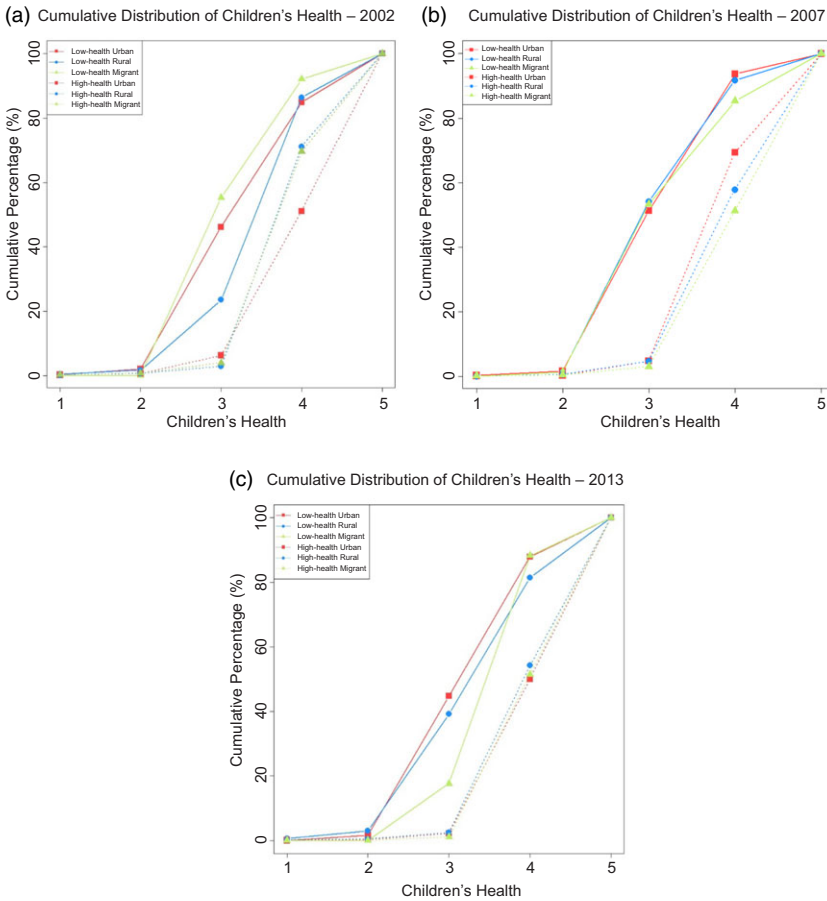 (a) Cumulative Distribution of Children's Health – 2002
Low-health Urban
Low-health Rural
Low-health Migrant
High-health Urban
High-health Rural
High-health Migrant
Cumulative Percentage (%)
100
80
60
40
20
0
1 2 3 4 5
Children's Health
(b) Cumulative Distribution of Children's Health – 2007
Low-health Urban
Low-health Rural
Low-health Migrant
High-health Urban
High-health Rural
High-health Migrant
Cumulative Percentage (%)
100
80
60
40
20
0
1 2 3 4 5
Children's Health
(c) Cumulative Distribution of Children's Health – 2013
Low-health Urban
Low-health Rural
Low-health Migrant
High-health Urban
High-health Rural
High-health Migrant
Cumulative Percentage (%)
100
80
60
40
20
0
1 2 3 4 5
Children's Health